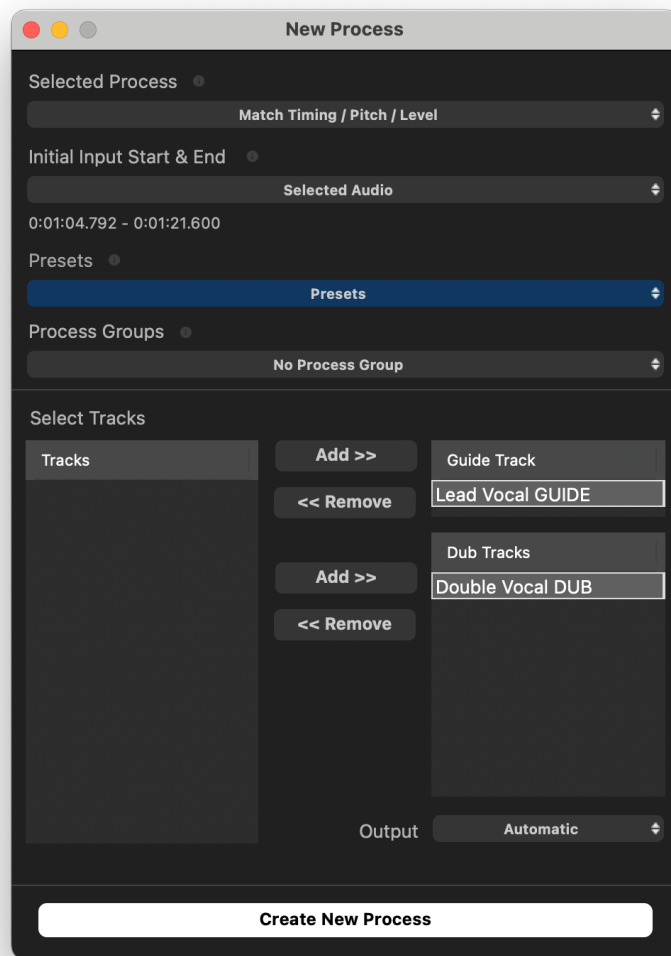 New Process
Selected Process
Match Timing / Pitch / Level
Initial Input Start & End
Selected Audio
0:01:04.792 - 0:01:21.600
Presets
Presets
Process Groups
No Process Group
Select Tracks
Tracks
Add >>
<< Remove
Guide Track
Lead Vocal GUIDE
Add >>
<< Remove
Dub Tracks
Double Vocal DUB
Output
Automatic
Create New Process